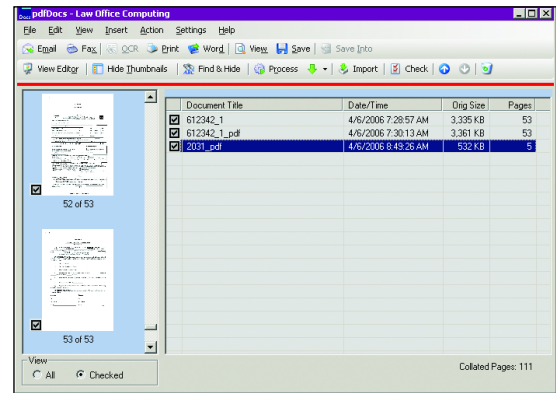 pdfDocs - Law Office Computing
File Edit View Insert Action Settings Help
Email Fax OCR Print Word View Save Save Into
View Editor Hide Thumbnails Find & Hide Process Import Check
Document Title Date/Time Orig Size Pages
612342_1 4/6/2006 7:28:57 AM 3,335 KB 53
612342_1_pdf 4/6/2006 7:30:13 AM 3,361 KB 53
2031_pdf 4/6/2006 8:49:26 AM 532 KB 5
52 of 53
53 of 53
View
All Checked
Collated Pages: 111